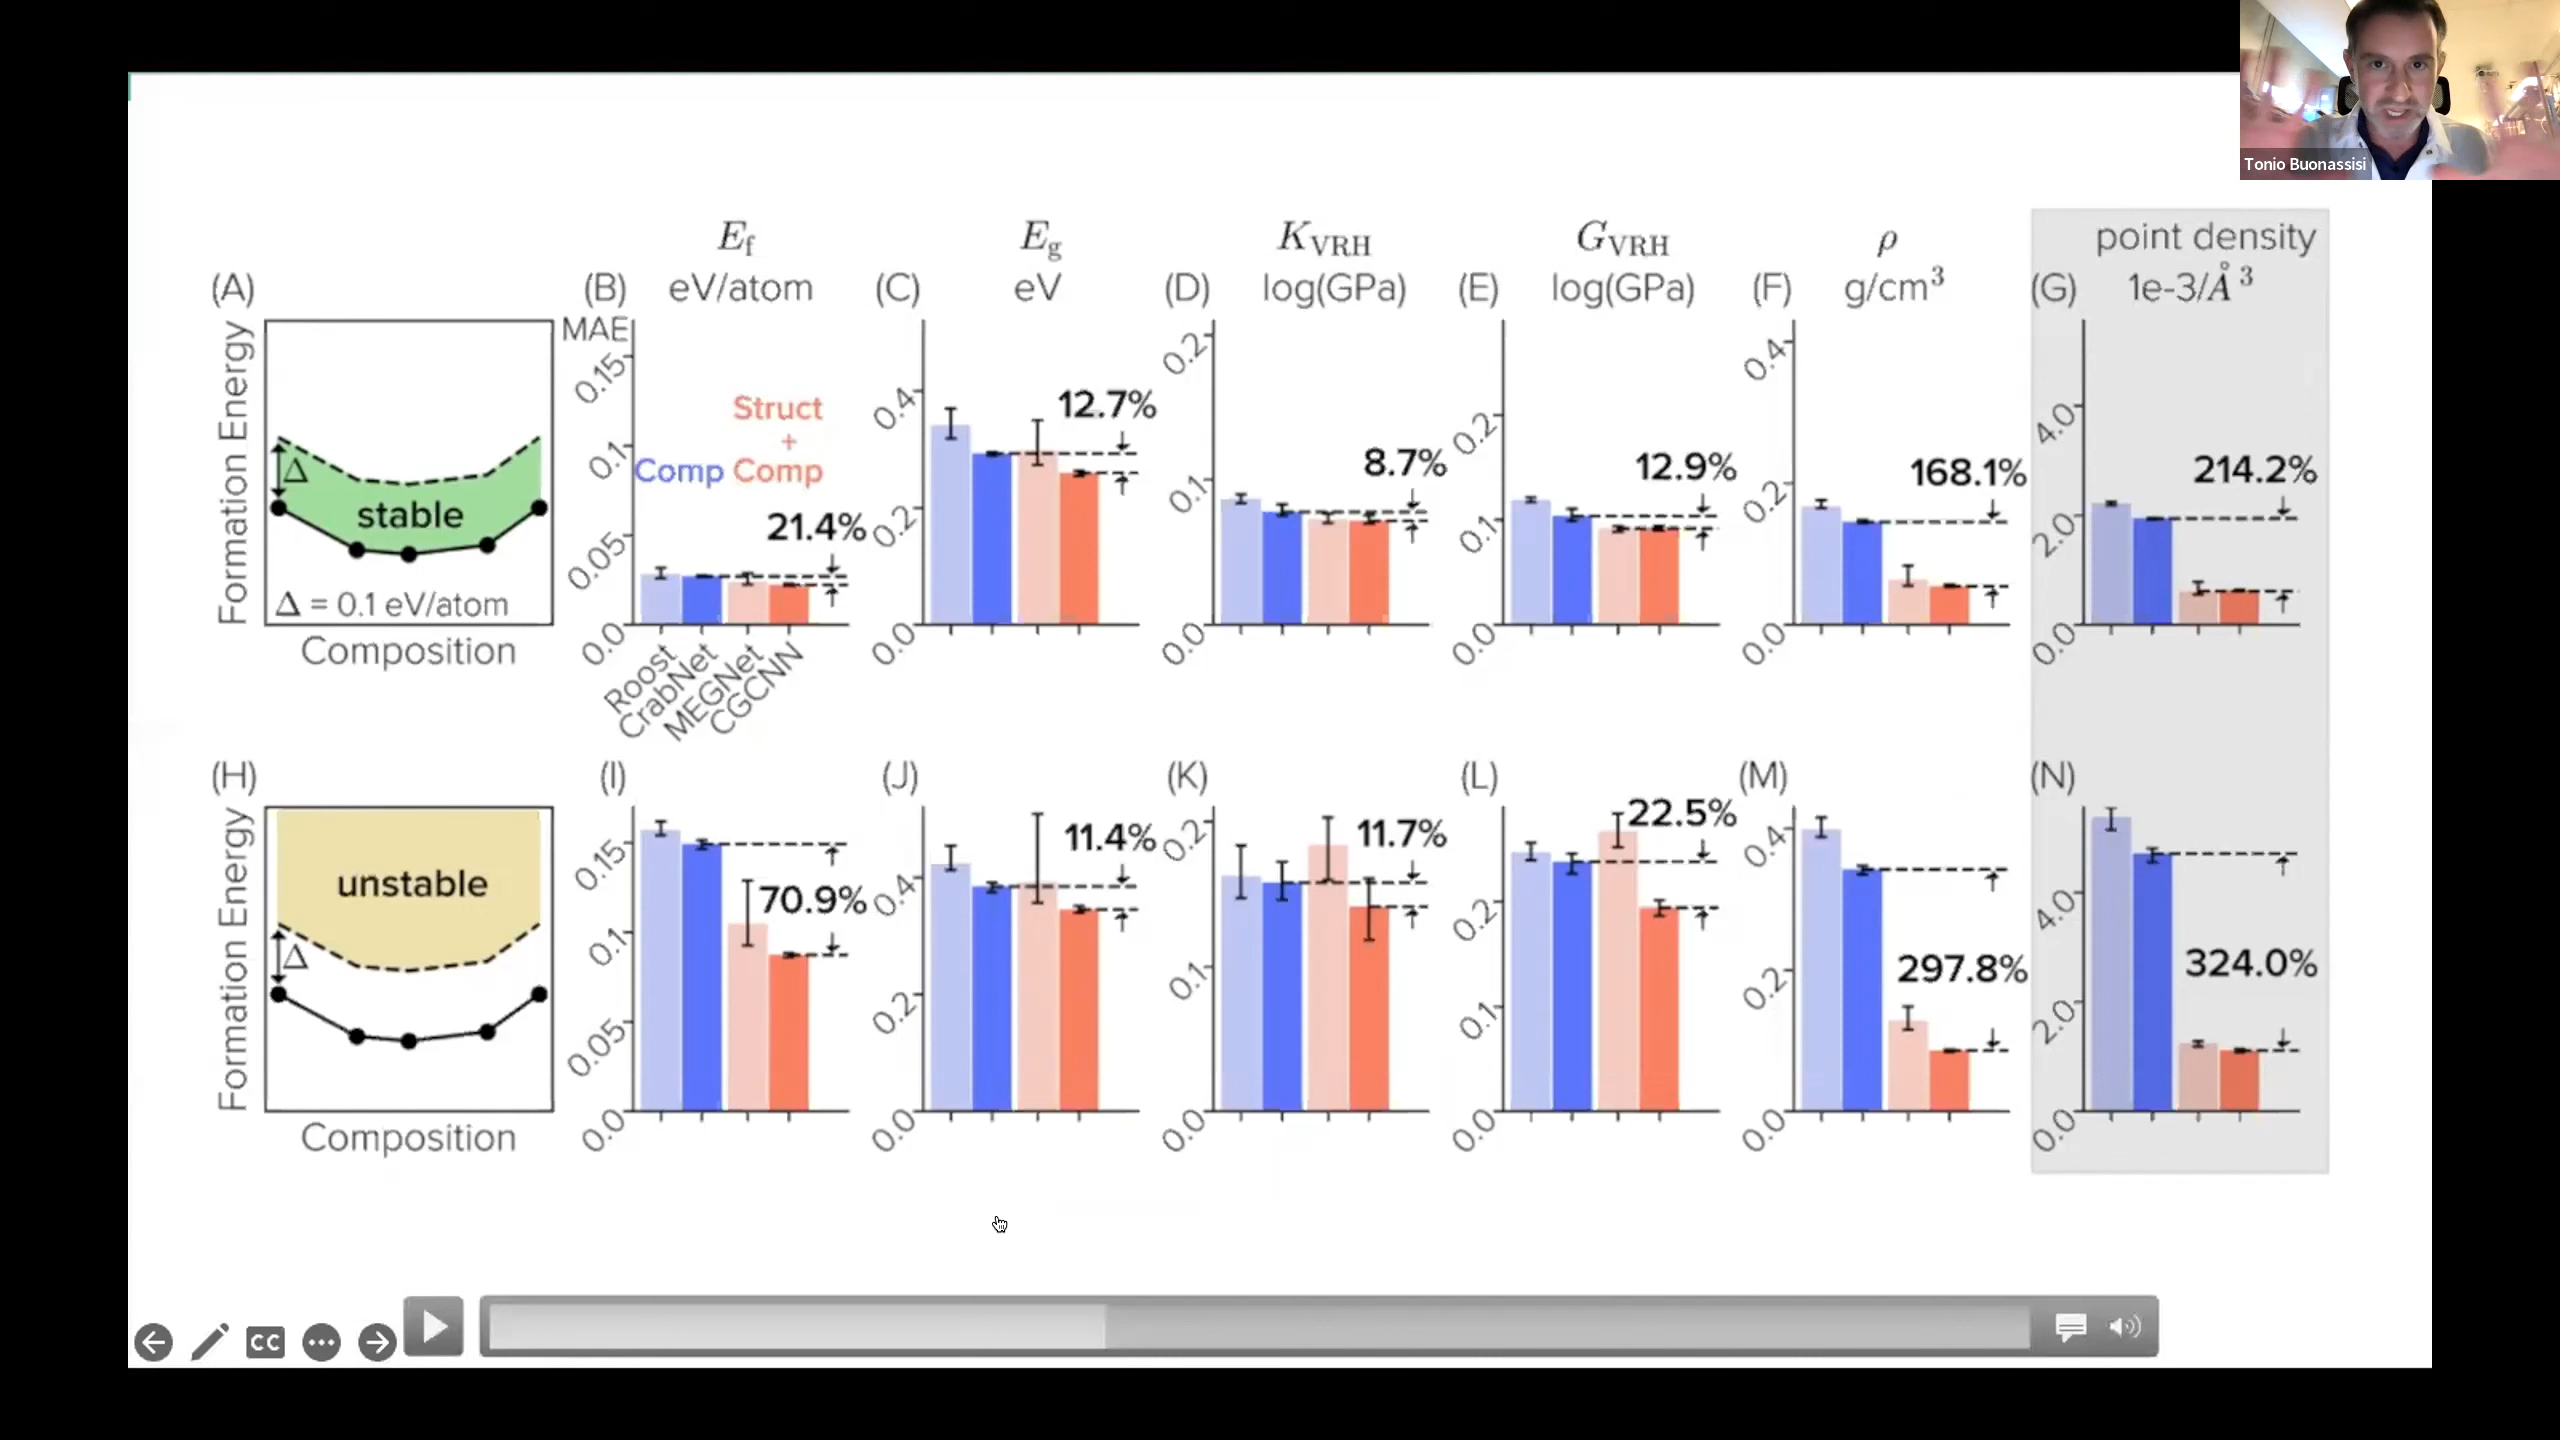 Tonio Buonassisi
E_f
eV/atom
E_g
eV
K_VRH
log(GPa)
G_VRH
log(GPa)
ρ
g/cm³
point density
1e-3/Å³
(A)
Formation Energy
Δ
stable
Δ = 0.1 eV/atom
Composition
(B)
MAE
0.15
0.1
0.05
0.0
Struct
+
Comp Comp
21.4%
Roost
CrabNet
MEGNet
CGCNN
(C)
0.4
0.2
0.0
12.7%
(D)
0.2
0.1
0.0
8.7%
(E)
0.2
0.1
0.0
12.9%
(F)
0.4
0.2
0.0
168.1%
(G)
4.0
2.0
0.0
214.2%
(H)
Formation Energy
unstable
Δ
Composition
(I)
0.15
0.1
0.05
0.0
70.9%
(J)
0.4
0.2
0.0
11.4%
(K)
0.2
0.1
0.0
11.7%
(L)
0.2
0.1
0.0
22.5%
(M)
0.4
0.2
0.0
297.8%
(N)
4.0
2.0
0.0
324.0%
CC